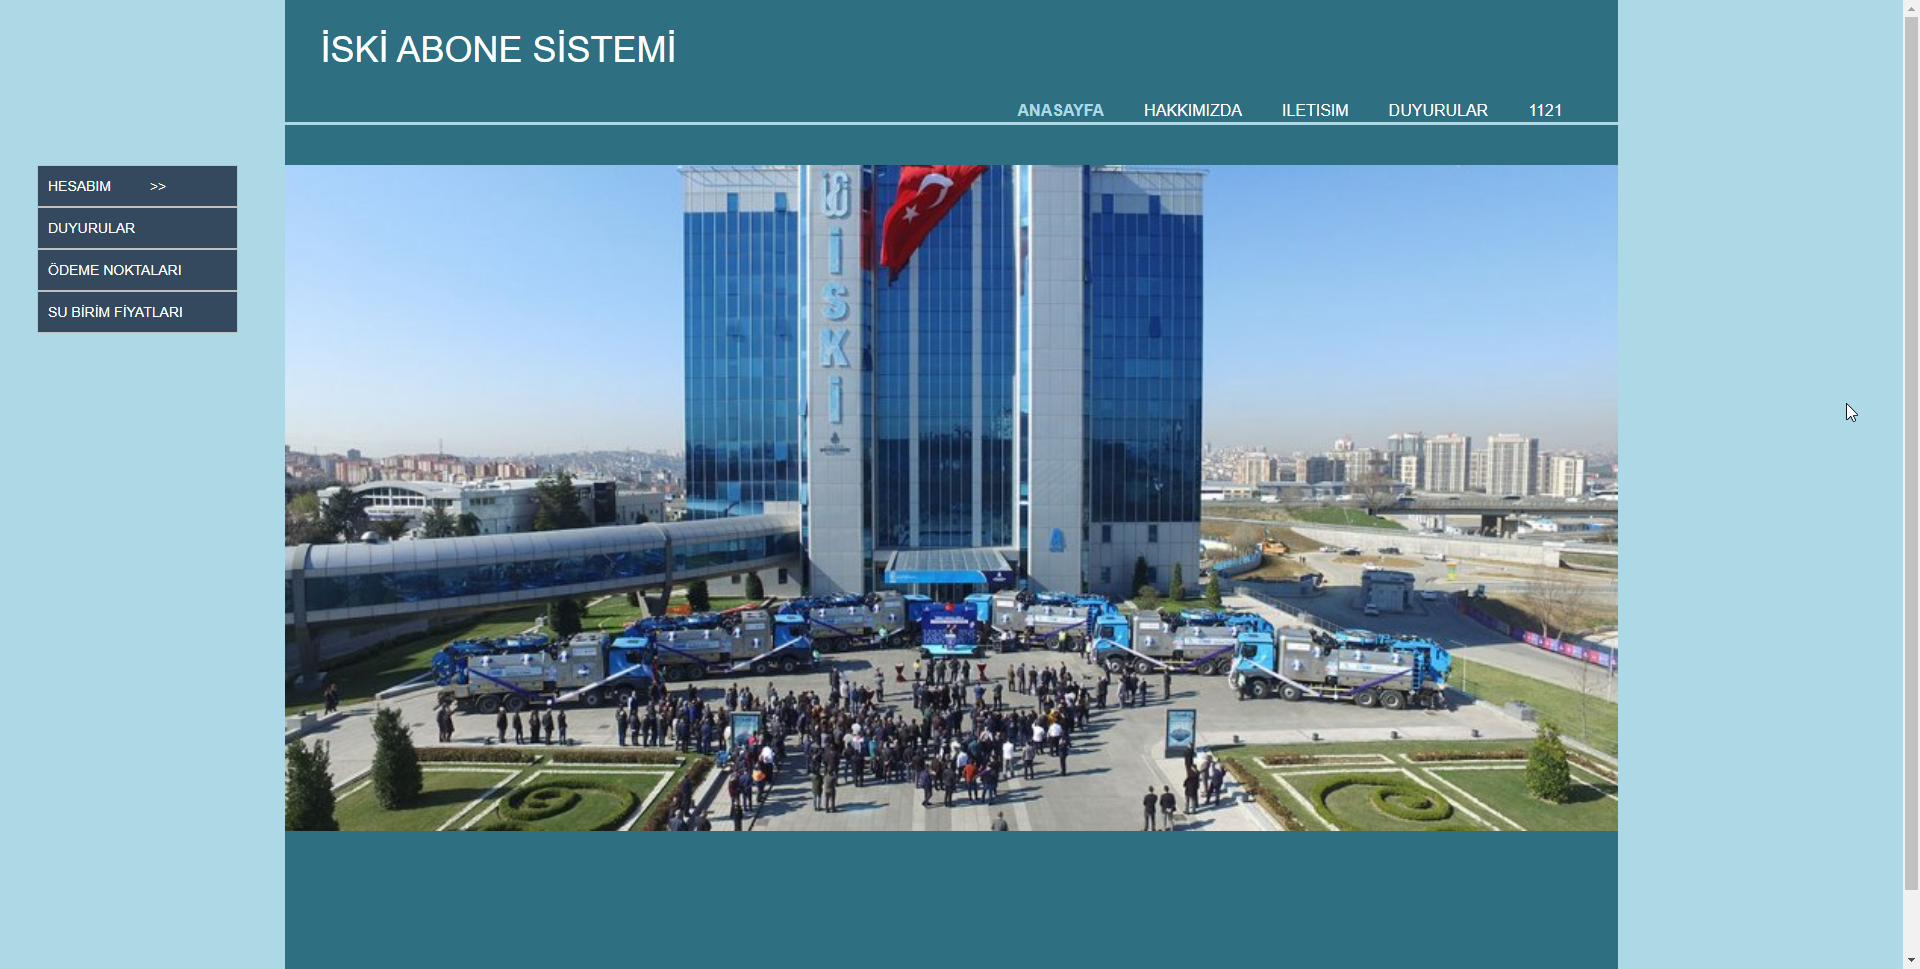 İSKİ ABONE SİSTEMİ
ANASAYFA HAKKIMIZDA ILETISIM DUYURULAR 1121
HESABIM >>
DUYURULAR
ÖDEME NOKTALARI
SU BİRİM FİYATLARI
İSKİ
A